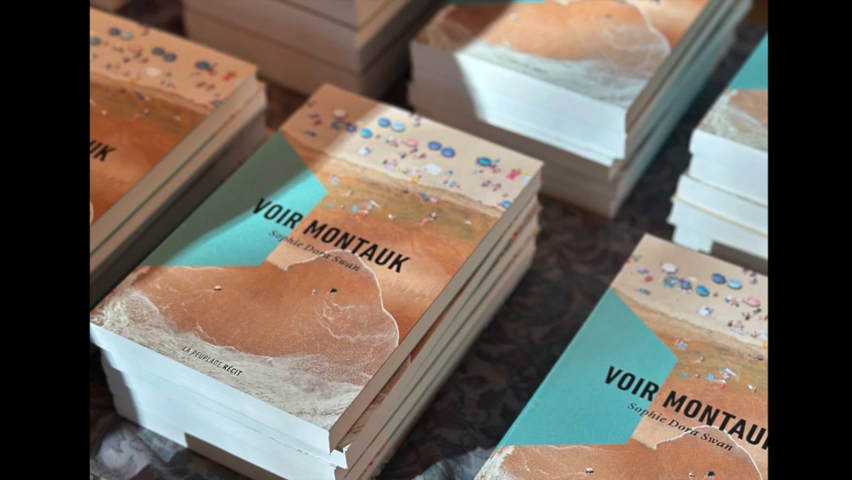 UK
VOIR MONTAUK
Sophie Dora Swan
LA PEUPLADE RÉCIT
VOIR MONTAUK
Sophie Dora Swan